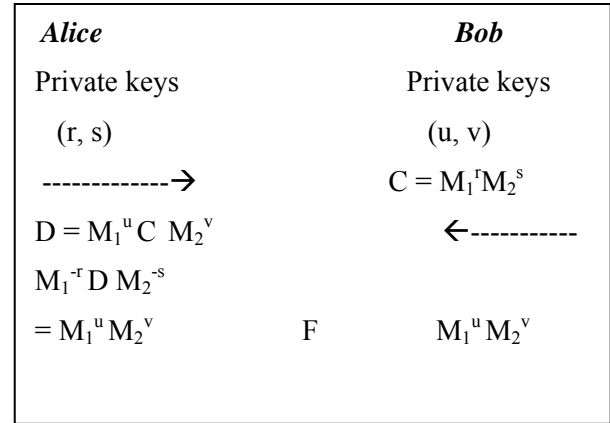 Alice Bob
Private keys Private keys
(r, s) (u, v)
-------------→ C = M₁ʳM₂ˢ
D = M₁ᵘ C M₂ᵛ ←-----------
M₁⁻ʳ D M₂⁻ˢ
= M₁ᵘ M₂ᵛ F M₁ᵘ M₂ᵛ